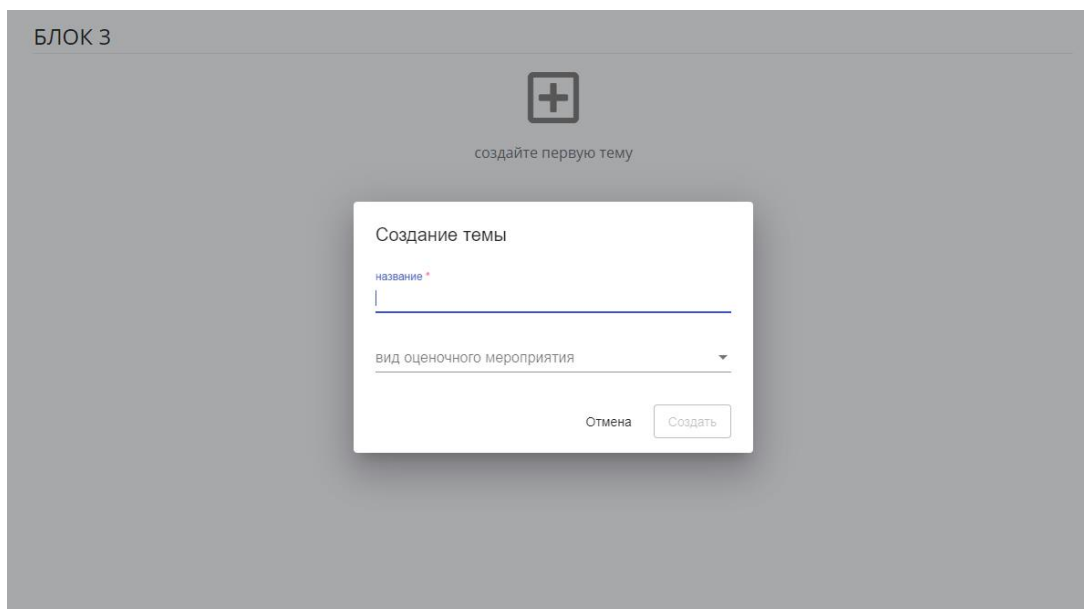 БЛОК 3
создайте первую тему
Создание темы
название *
вид оценочного мероприятия
Отмена Создать